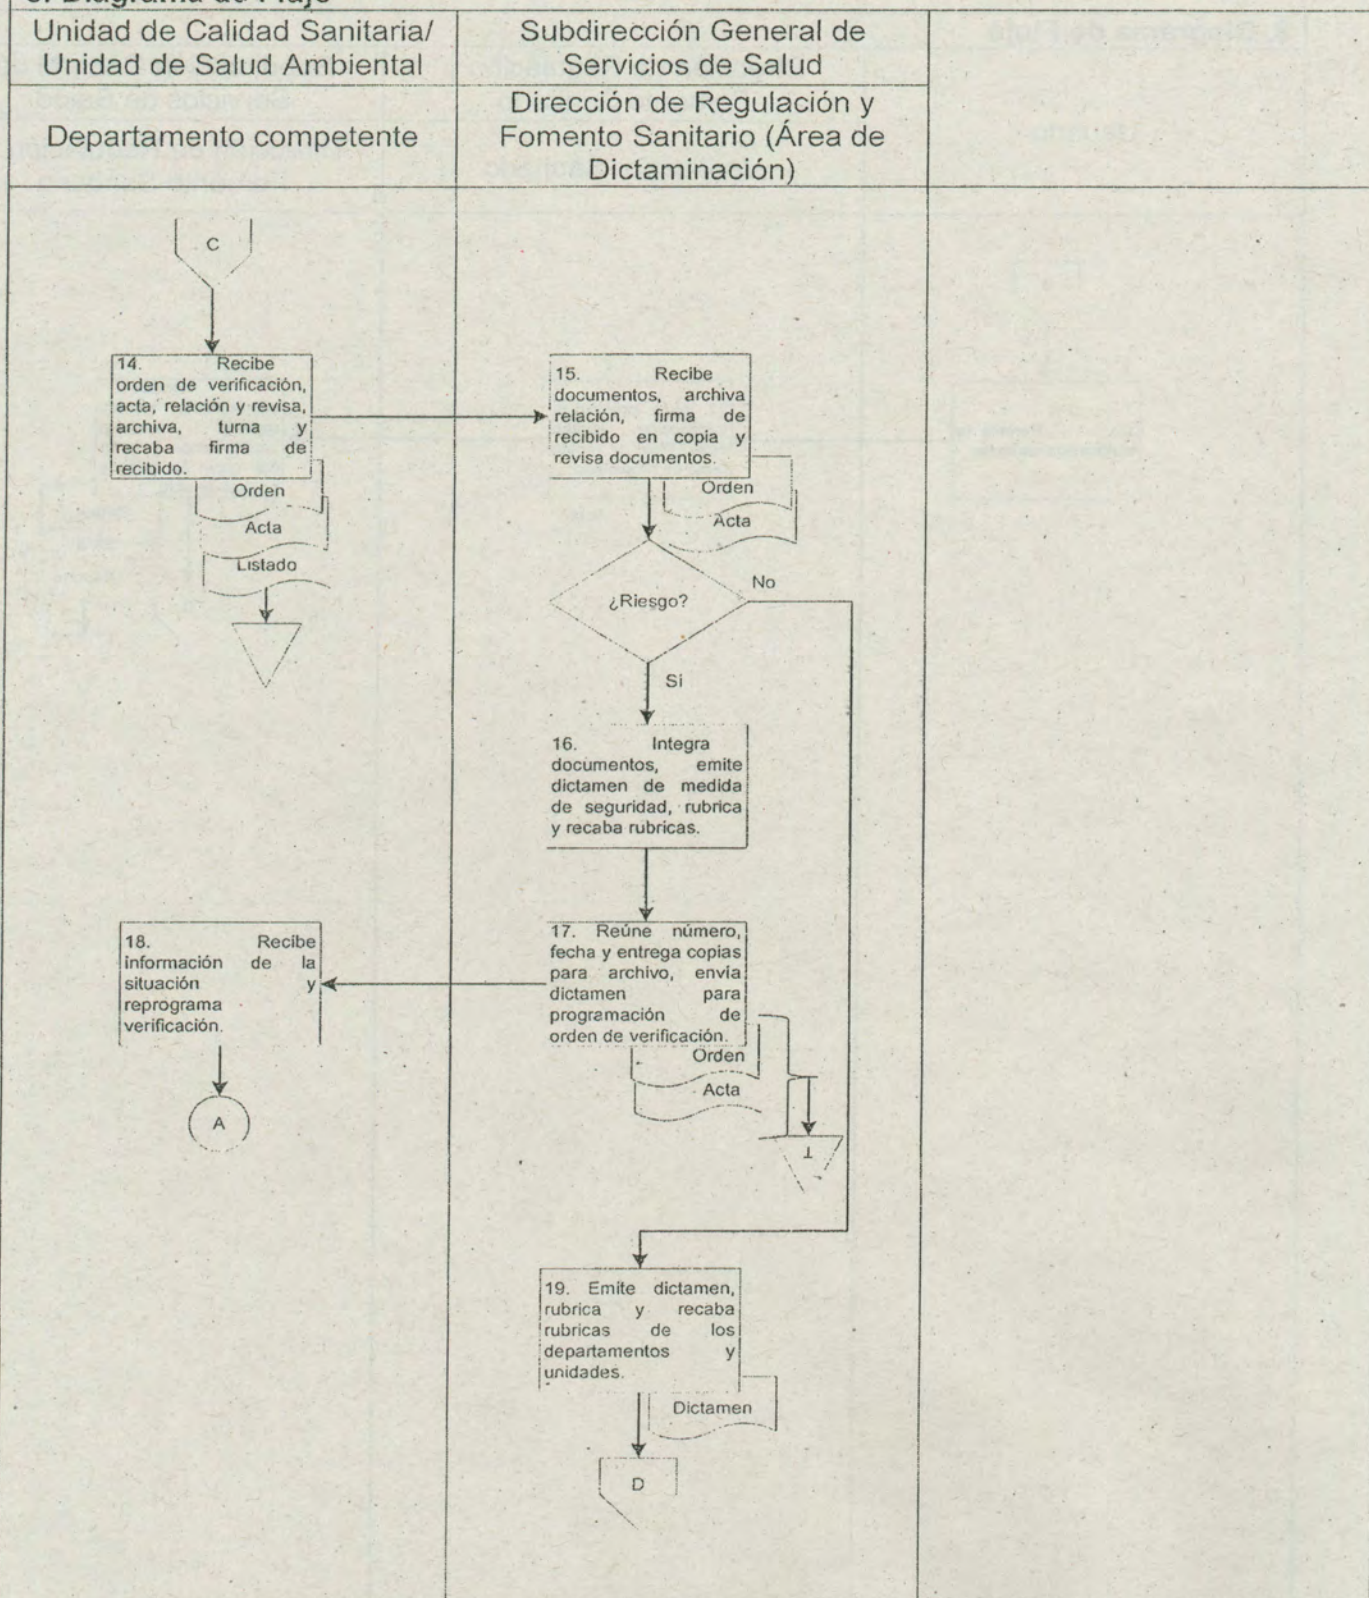 Unidad de Calidad Sanitaria/
Unidad de Salud Ambiental
Subdirección General de
Servicios de Salud
Departamento competente
Dirección de Regulación y
Fomento Sanitario (Área de
Dictaminación)
C
14. Recibe
orden de verificación,
acta, relación y revisa,
archiva, turna y
recaba firma de
recibido.
Orden
Acta
Listado
15. Recibe
documentos, archiva
relación, firma de
recibido en copia y
revisa documentos.
Orden
Acta
¿Riesgo?
No
Si
16. Integra
documentos, emite
dictamen de medida
de seguridad, rubrica
y recaba rubricas.
17. Reúne número,
fecha y entrega copias
para archivo, envía
dictamen para
programación de
orden de verificación.
Orden
Acta
18. Recibe
información de la
situación y
reprograma
verificación.
A
19. Emite dictamen,
rubrica y recaba
rubricas de los
departamentos y
unidades.
Dictamen
D